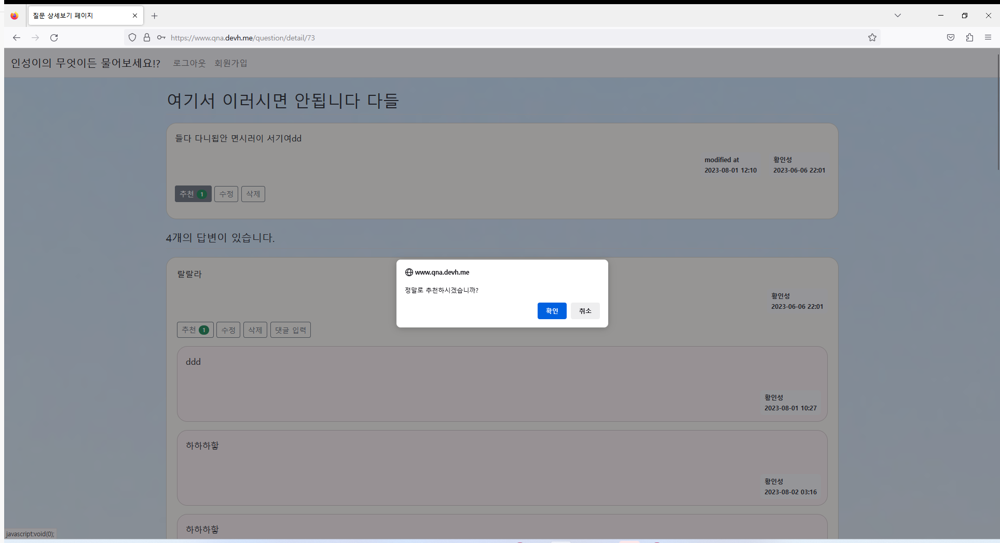 질문 상세보기 페이지
https://www.qna.devh.me/question/detail/73
인성이의 무엇이든 물어보세요!? 로그아웃 회원가입
여기서 이러시면 안됩니다 다들
들다 다니됩안 면시러이 서기여dd
modified at
2023-08-01 12:10
황인성
2023-06-06 22:01
추천 1 수정 삭제
4개의 답변이 있습니다.
랄랄라
황인성
2023-06-06 22:01
추천 1 수정 삭제 댓글 입력
www.qna.devh.me
정말로 추천하시겠습니까?
확인 취소
ddd
황인성
2023-08-01 10:27
하하하핳
황인성
2023-08-02 03:16
하하하핳
javascript:void(0);